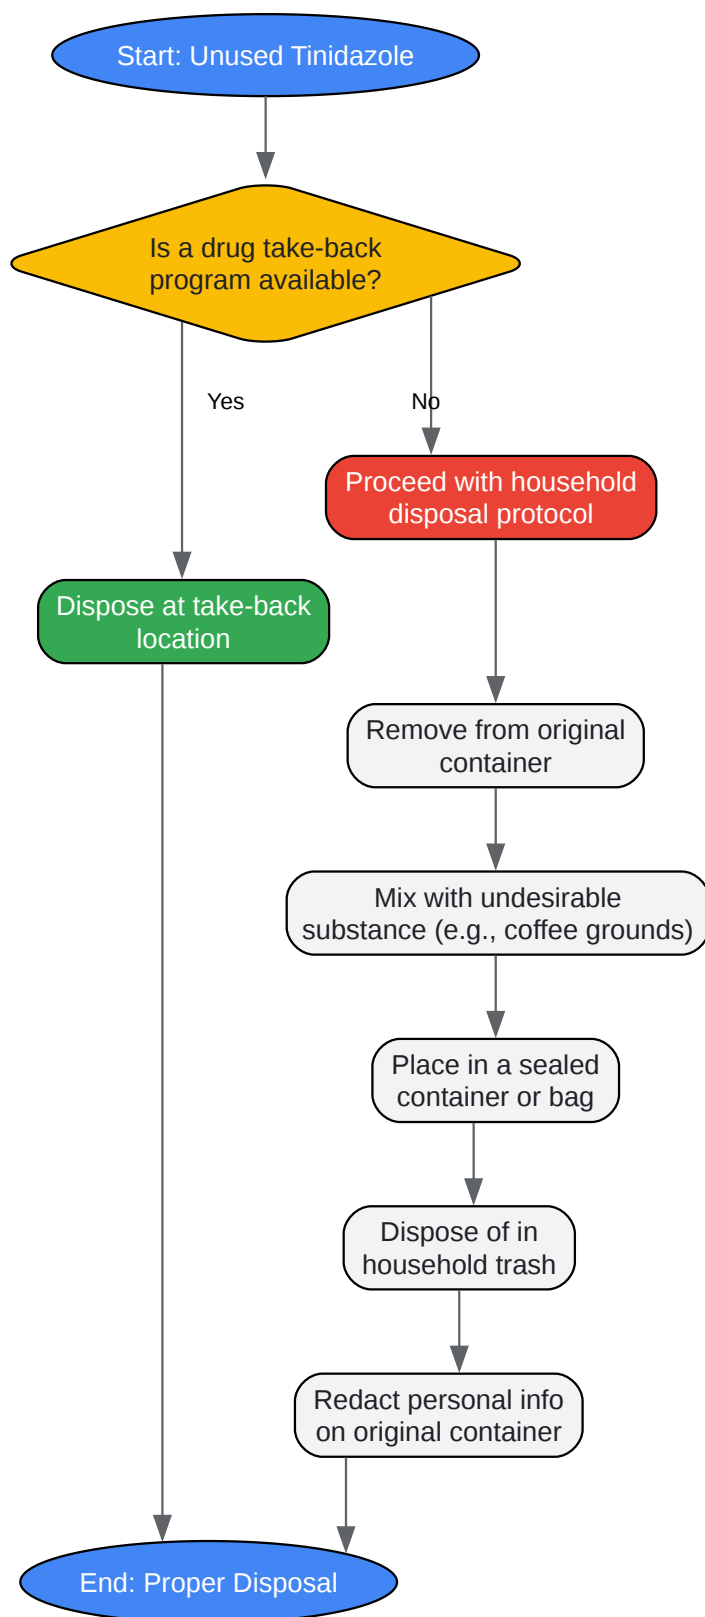 Start: Unused Tinidazole
Is a drug take-back
program available?
Yes
No
Proceed with household
disposal protocol
Dispose at take-back
location
Remove from original
container
Mix with undesirable
substance (e.g., coffee grounds)
Place in a sealed
container or bag
Dispose of in
household trash
Redact personal info
on original container
End: Proper Disposal